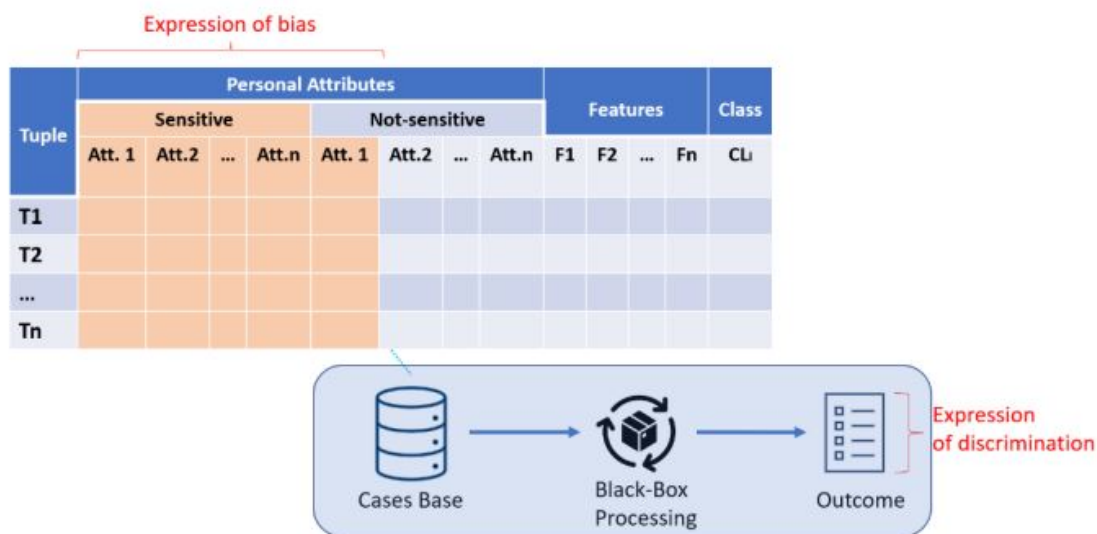 Expression of bias
Tuple
Personal Attributes
Features
Class
Sensitive
Not-sensitive
Att. 1 Att.2 ... Att.n Att. 1 Att.2 ... Att.n F1 F2 ... Fn CLı
T1
T2
...
Tn
Cases Base
Black-Box
Processing
Outcome
Expression
of discrimination